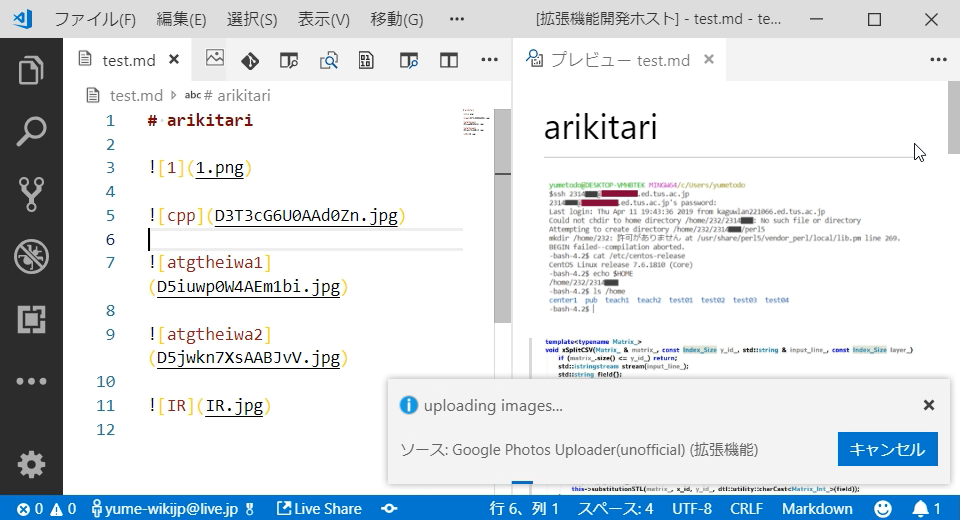 ファイル(F) 編集(E) 選択(S) 表示(V) 移動(G) ··· [拡張機能開発ホスト] - test.md - te...
test.md
プレビュー test.md
test.md abc # arikitari
1 # arikitari
2
3 ![1](1.png)
4
5 ![cpp](D3T3cG6U0AAd0Zn.jpg)
6
7 ![atgtheiwa1]
(D5iuwp0W4AEm1bi.jpg)
8
9 ![atgtheiwa2]
(D5jwkn7XsAABJvV.jpg)
10
11 ![IR](IR.jpg)
12
arikitari
yumetodo@DESKTOP-VMHBTEK MINGW64/c/Users/yumetodo
$ssh 2314 .ed.tus.ac.jp
2314 .ed.tus.ac.jp's password:
Last login: Thu Apr 11 19:43:36 2019 from kaguwlan221066.ed.tus.ac.jp
Could not chdir to home directory /home/232/2314 : No such file or directory
Attempting to create directory /home/232/2314 /perl5
mkdir /home/232: 許可がありません at /usr/share/perl5/vendor_perl/local/lib.pm line 269.
BEGIN failed--compilation aborted.
-bash-4.2$ cat /etc/centos-release
CentOS Linux release 7.6.1810 (Core)
-bash-4.2$ echo $HOME
/home/232/2314
-bash-4.2$ ls /home
center1 pub teach1 teach2 test01 test02 test03 test04
-bash-4.2$
template<typename Matrix_>
void xSplitCSV(Matrix_ & matrix_, const Index_Size y_id_, std::string & input_line_, const Index_Size layer_)
if (matrix_.size() <= y_id_) return;
std::istringstream stream(input_line_);
std::string field{};
uploading images...
ソース: Google Photos Uploader(unofficial) (拡張機能)
キャンセル
this->substitutionSTL(matrix_, x_id, y_id_, dtl::utility::charCast<Matrix_Int_>(field));
0 0 yume-wikijp@live.jp Live Share 行 6、列 1 スペース: 4 UTF-8 CRLF Markdown 1